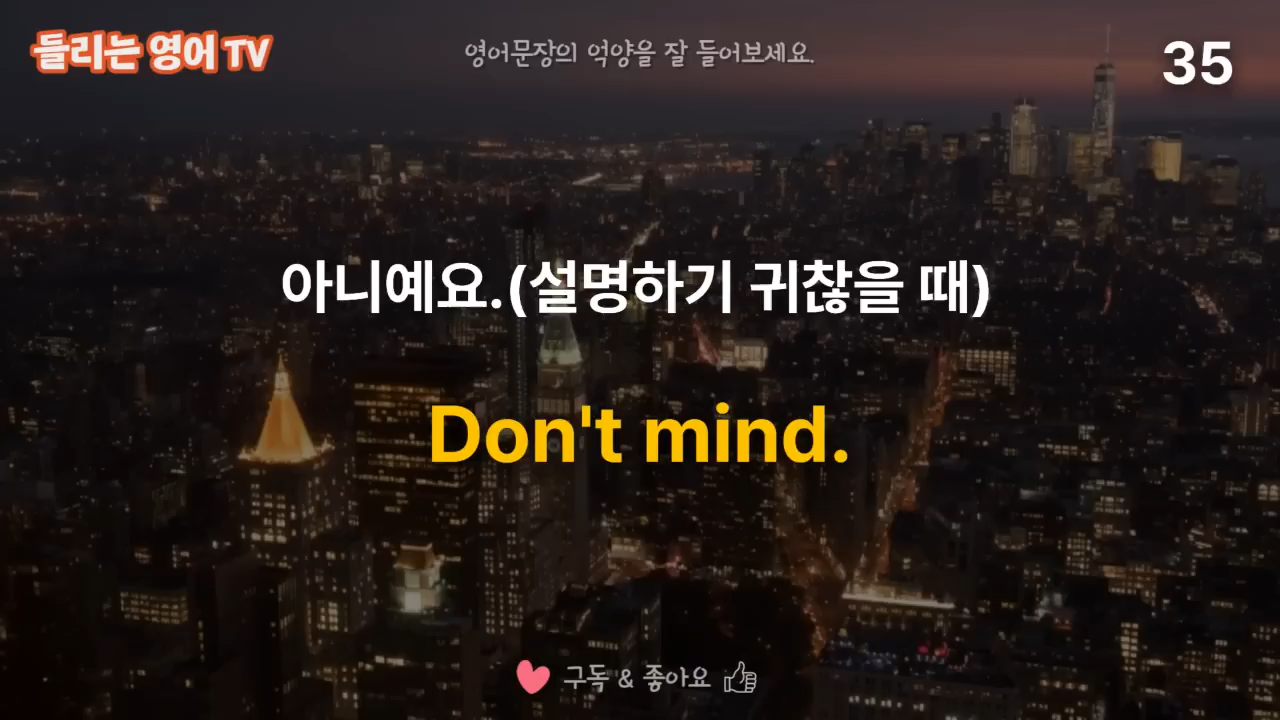 들리는 영어 TV
영어문장의 억양을 잘 들어보세요.
35
아니예요.(설명하기 귀찮을 때)
Don't mind.
구독 & 좋아요